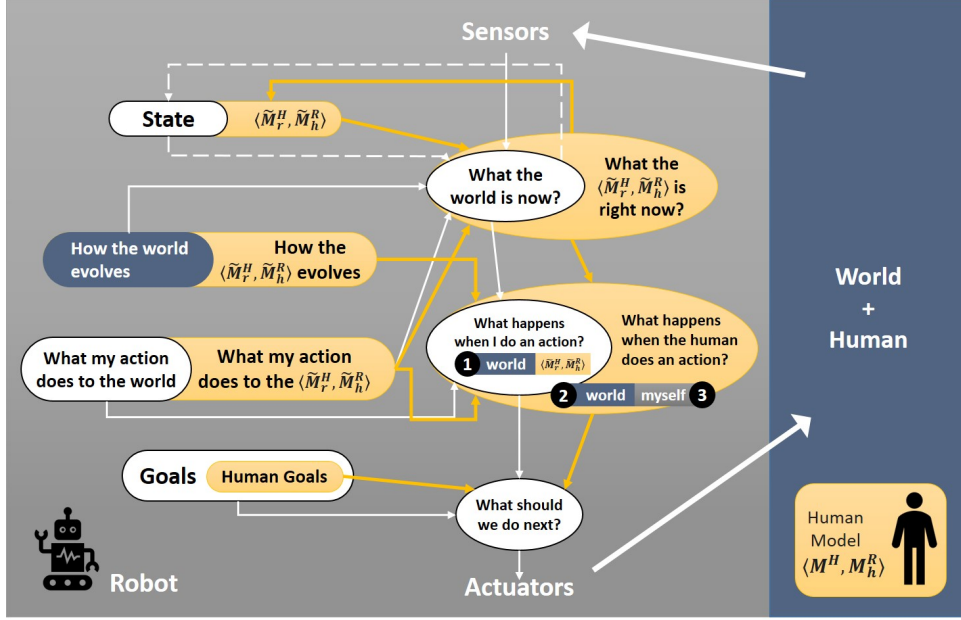 Sensors
State
⟨M̃ᴴᵣ, M̃ᴿₕ⟩
What the
world is now?
What the
⟨M̃ᴴᵣ, M̃ᴿₕ⟩ is
right now?
How the world
evolves
How the
⟨M̃ᴴᵣ, M̃ᴿₕ⟩ evolves
What my action
does to the world
What my action
does to the ⟨M̃ᴴᵣ, M̃ᴿₕ⟩
What happens
when I do an action?
1 world ⟨M̃ᴴᵣ, M̃ᴿₕ⟩
What happens
when the human
does an action?
2 world myself 3
Goals
Human Goals
What should
we do next?
Actuators
Robot
World
+
Human
Human
Model
⟨Mᴴ, Mᴿₕ⟩